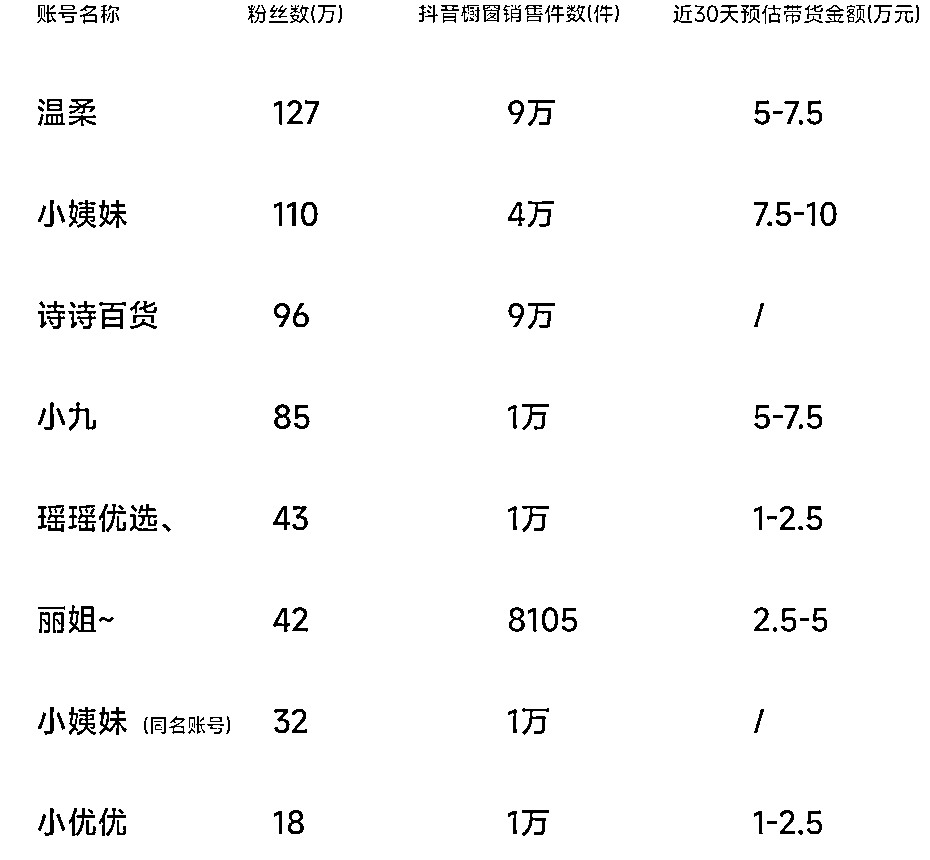 账号名称 粉丝数(万) 抖音橱窗销售件数(件) 近30天预估带货金额(万元)
温柔 127 9万 5-7.5
小姨妹 110 4万 7.5-10
诗诗百货 96 9万 /
小九 85 1万 5-7.5
瑶瑶优选、 43 1万 1-2.5
丽姐~ 42 8105 2.5-5
小姨妹 (同名账号) 32 1万 /
小优优 18 1万 1-2.5